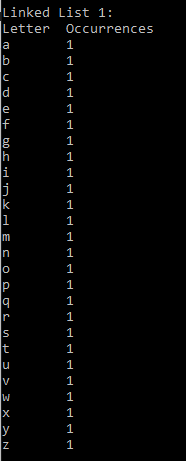 Linked List 1:
Letter  Occurrences
a       1
b       1
c       1
d       1
e       1
f       1
g       1
h       1
i       1
j       1
k       1
l       1
m       1
n       1
o       1
p       1
q       1
r       1
s       1
t       1
u       1
v       1
w       1
x       1
y       1
z       1